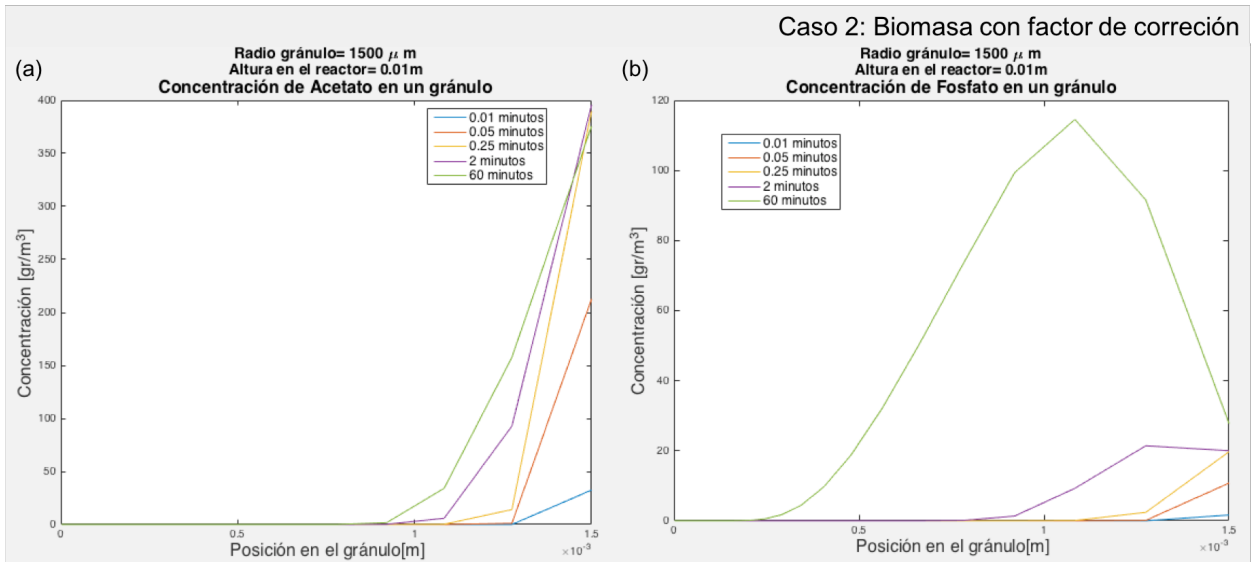 Caso 2: Biomasa con factor de correción
(a)
Radio gránulo= 1500 μ m
Altura en el reactor= 0.01m
Concentración de Acetato en un gránulo
400
350
300
250
200
150
100
50
0
Concentración [gr/m³]
0.01 minutos
0.05 minutos
0.25 minutos
2 minutos
60 minutos
0
0.5
1
1.5
×10⁻³
Posición en el gránulo[m]
(b)
Radio gránulo= 1500 μ m
Altura en el reactor= 0.01m
Concentración de Fosfato en un gránulo
120
100
80
60
40
20
0
Concentración [gr/m³]
0.01 minutos
0.05 minutos
0.25 minutos
2 minutos
60 minutos
0
0.5
1
1.5
×10⁻³
Posición en el gránulo[m]